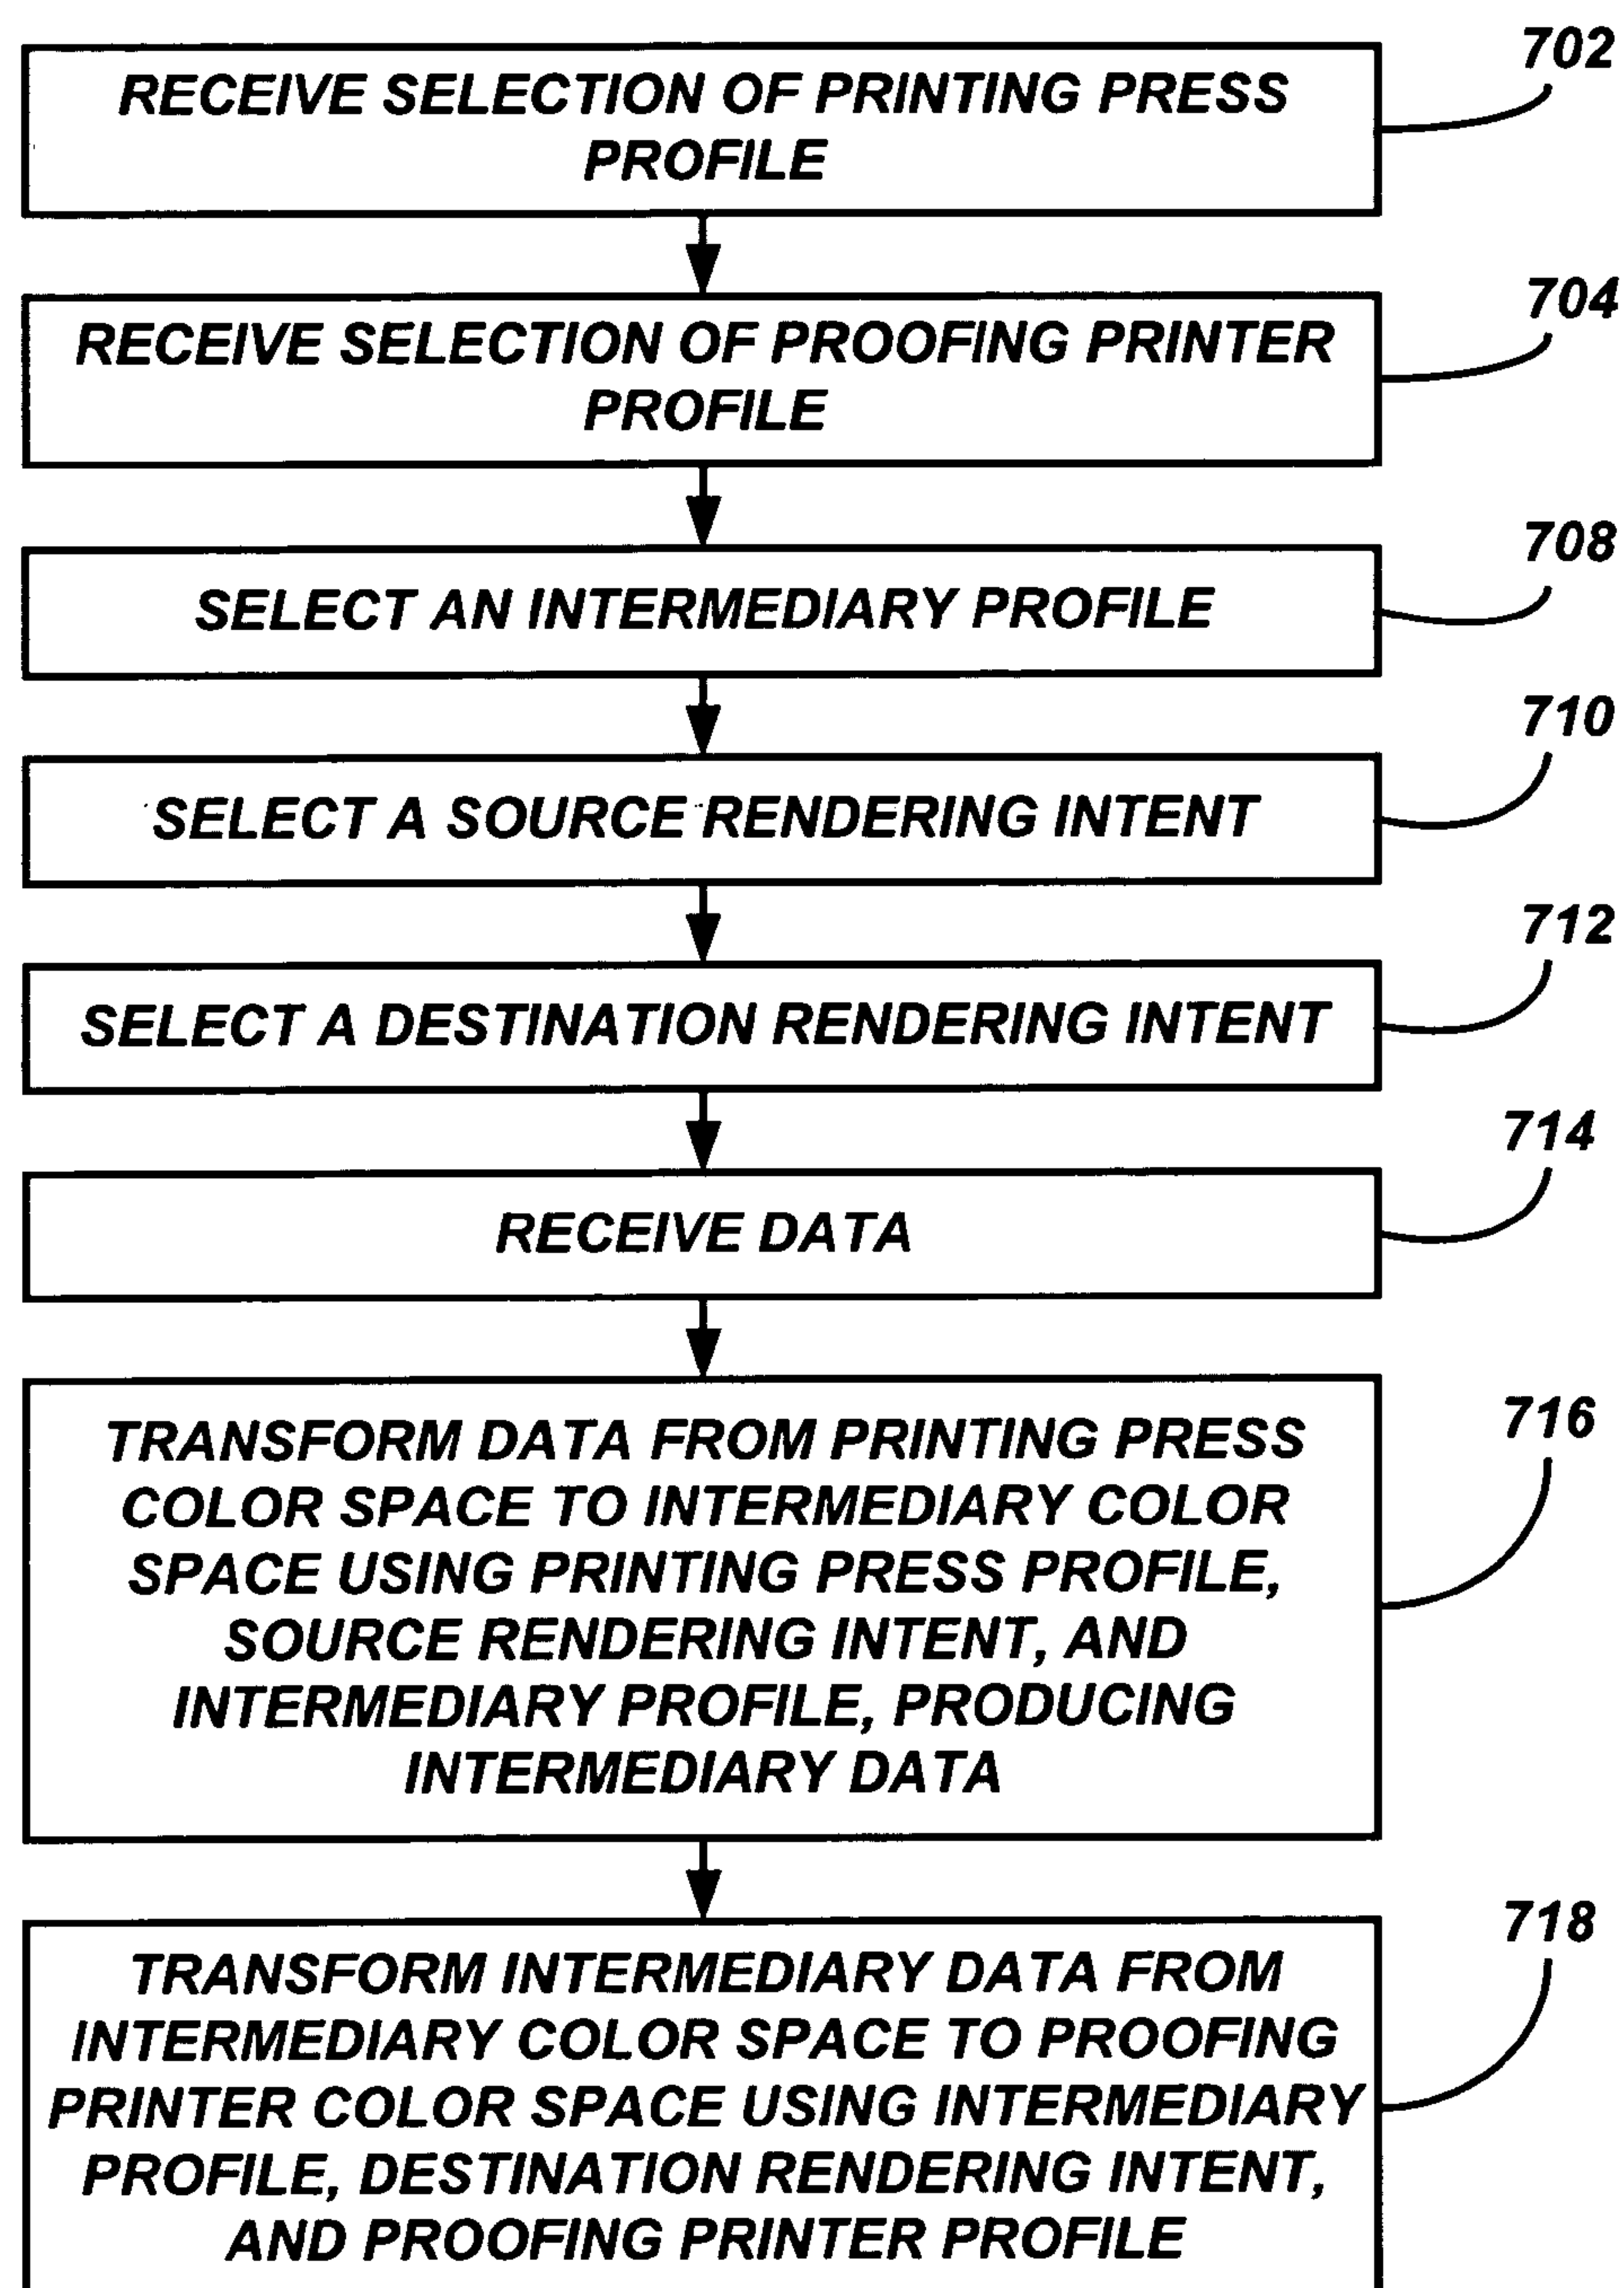 702
RECEIVE SELECTION OF PRINTING PRESS
PROFILE
704
RECEIVE SELECTION OF PROOFING PRINTER
PROFILE
708
SELECT AN INTERMEDIARY PROFILE
710
SELECT A SOURCE RENDERING INTENT
712
SELECT A DESTINATION RENDERING INTENT
714
RECEIVE DATA
716
TRANSFORM DATA FROM PRINTING PRESS
COLOR SPACE TO INTERMEDIARY COLOR
SPACE USING PRINTING PRESS PROFILE,
SOURCE RENDERING INTENT, AND
INTERMEDIARY PROFILE, PRODUCING
INTERMEDIARY DATA
718
TRANSFORM INTERMEDIARY DATA FROM
INTERMEDIARY COLOR SPACE TO PROOFING
PRINTER COLOR SPACE USING INTERMEDIARY
PROFILE, DESTINATION RENDERING INTENT,
AND PROOFING PRINTER PROFILE